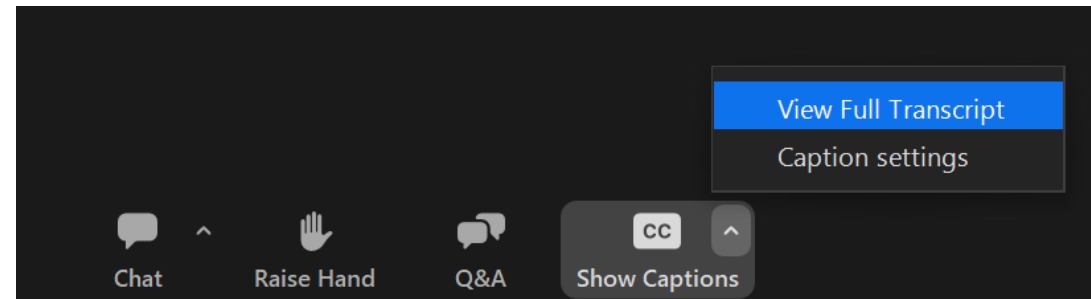 View Full Transcript
Caption settings
CC
Chat
Raise Hand
Q&A
Show Captions